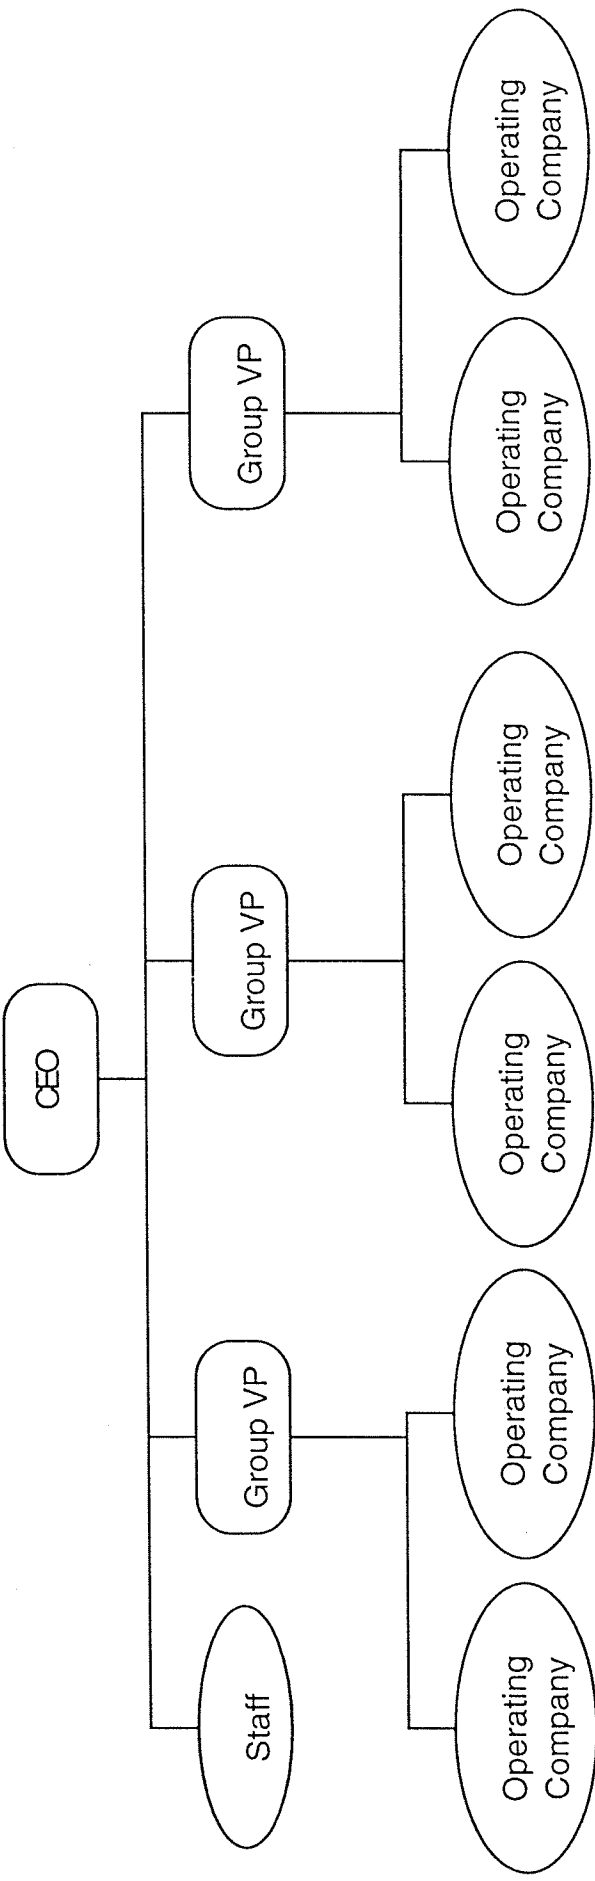 CEO
Staff
Group VP
Group VP
Group VP
Operating
Company
Operating
Company
Operating
Company
Operating
Company
Operating
Company
Operating
Company